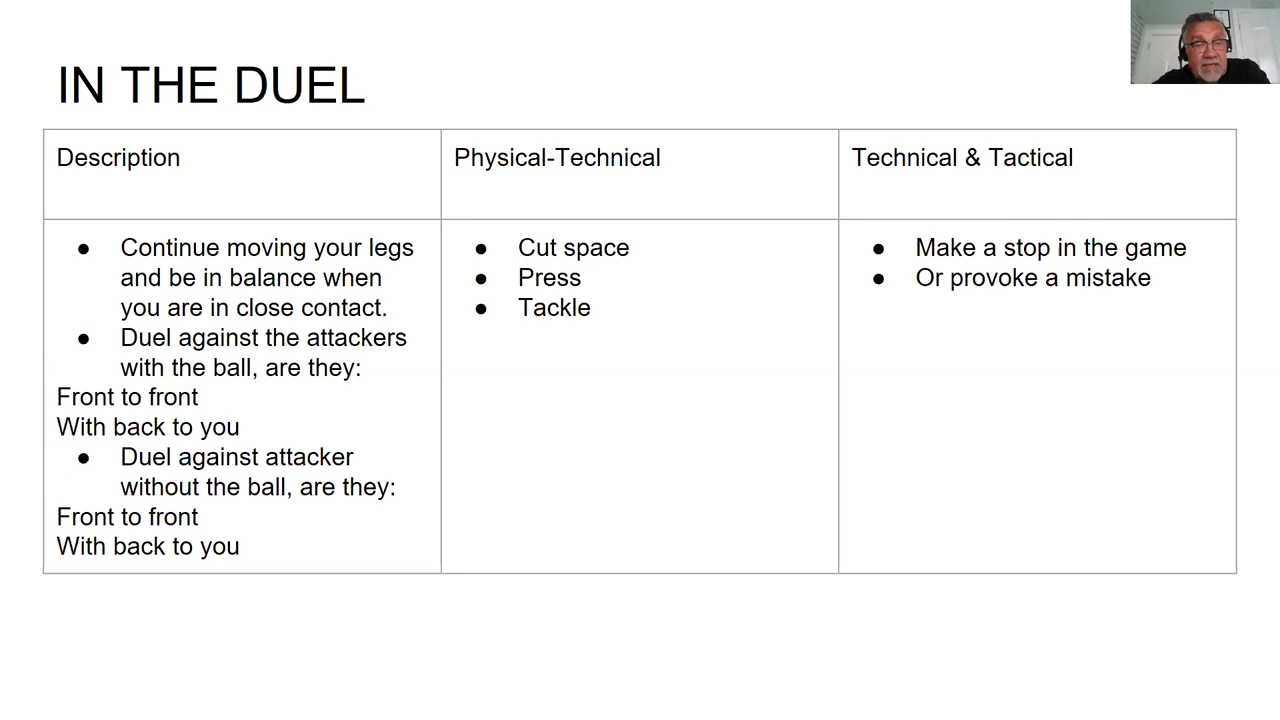 IN THE DUEL
Description
Physical-Technical
Technical & Tactical
● Continue moving your legs
and be in balance when
you are in close contact.
● Duel against the attackers
with the ball, are they:
Front to front
With back to you
● Duel against attacker
without the ball, are they:
Front to front
With back to you
● Cut space
● Press
● Tackle
● Make a stop in the game
● Or provoke a mistake